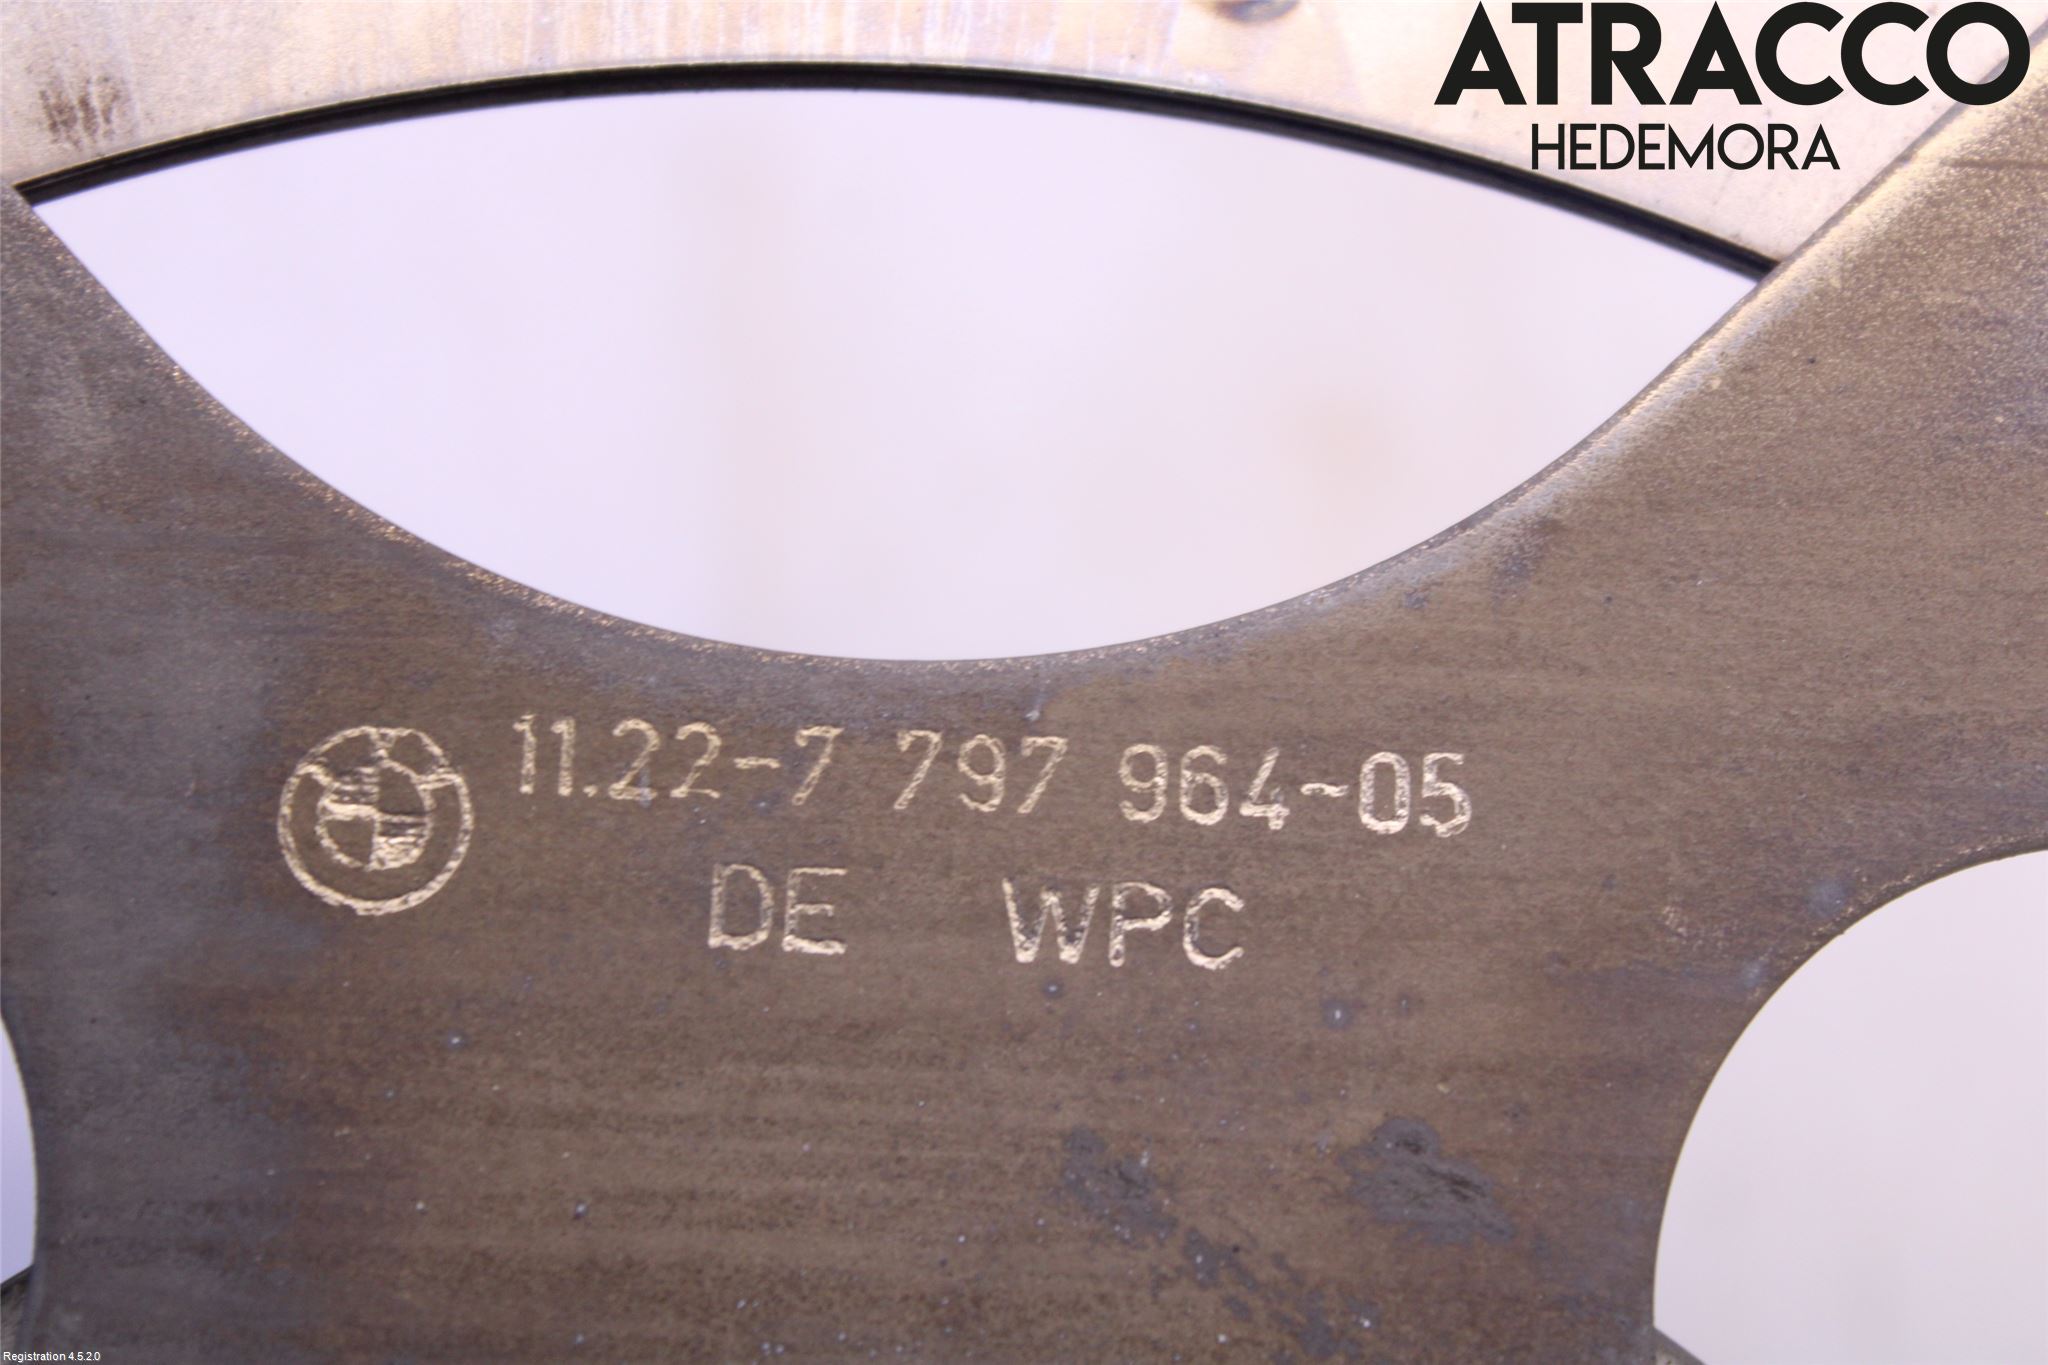 ATRACCO
HEDEMORA
11.22-7 797 964-05
DE WPC
Registration 4.5.2.0